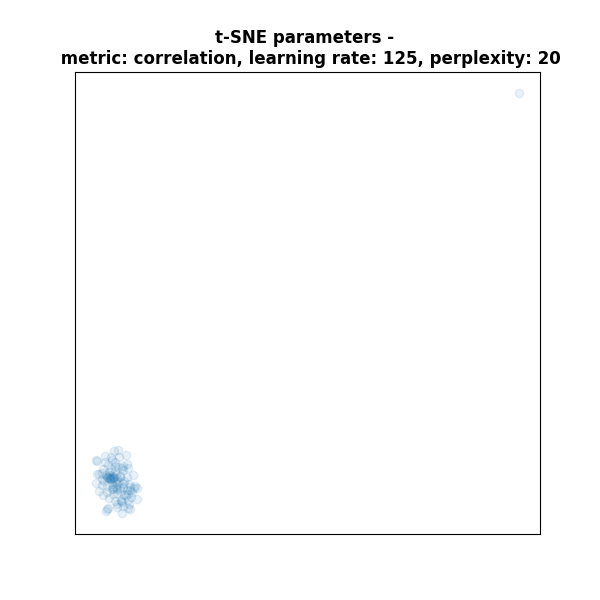 t-SNE parameters -
metric: correlation, learning rate: 125, perplexity: 20